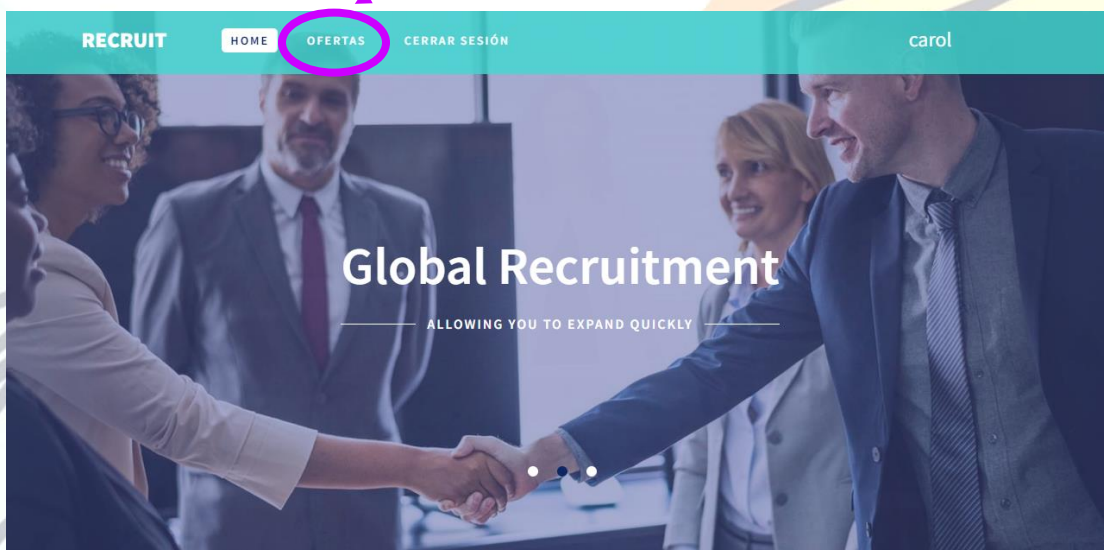 RECRUIT HOME OFERTAS CERRAR SESIÓN carol
Global Recruitment
ALLOWING YOU TO EXPAND QUICKLY